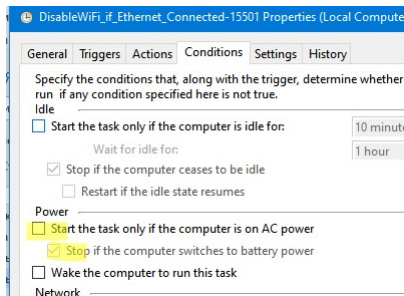 DisableWiFi_if_Ethernet_Connected-15501 Properties (Local Compute
General Triggers Actions Conditions Settings History
Specify the conditions that, along with the trigger, determine whether
run if any condition specified here is not true.
Idle
Start the task only if the computer is idle for: 10 minut
Wait for idle for: 1 hour
Stop if the computer ceases to be idle
Restart if the idle state resumes
Power
Start the task only if the computer is on AC power
Stop if the computer switches to battery power
Wake the computer to run this task
Network